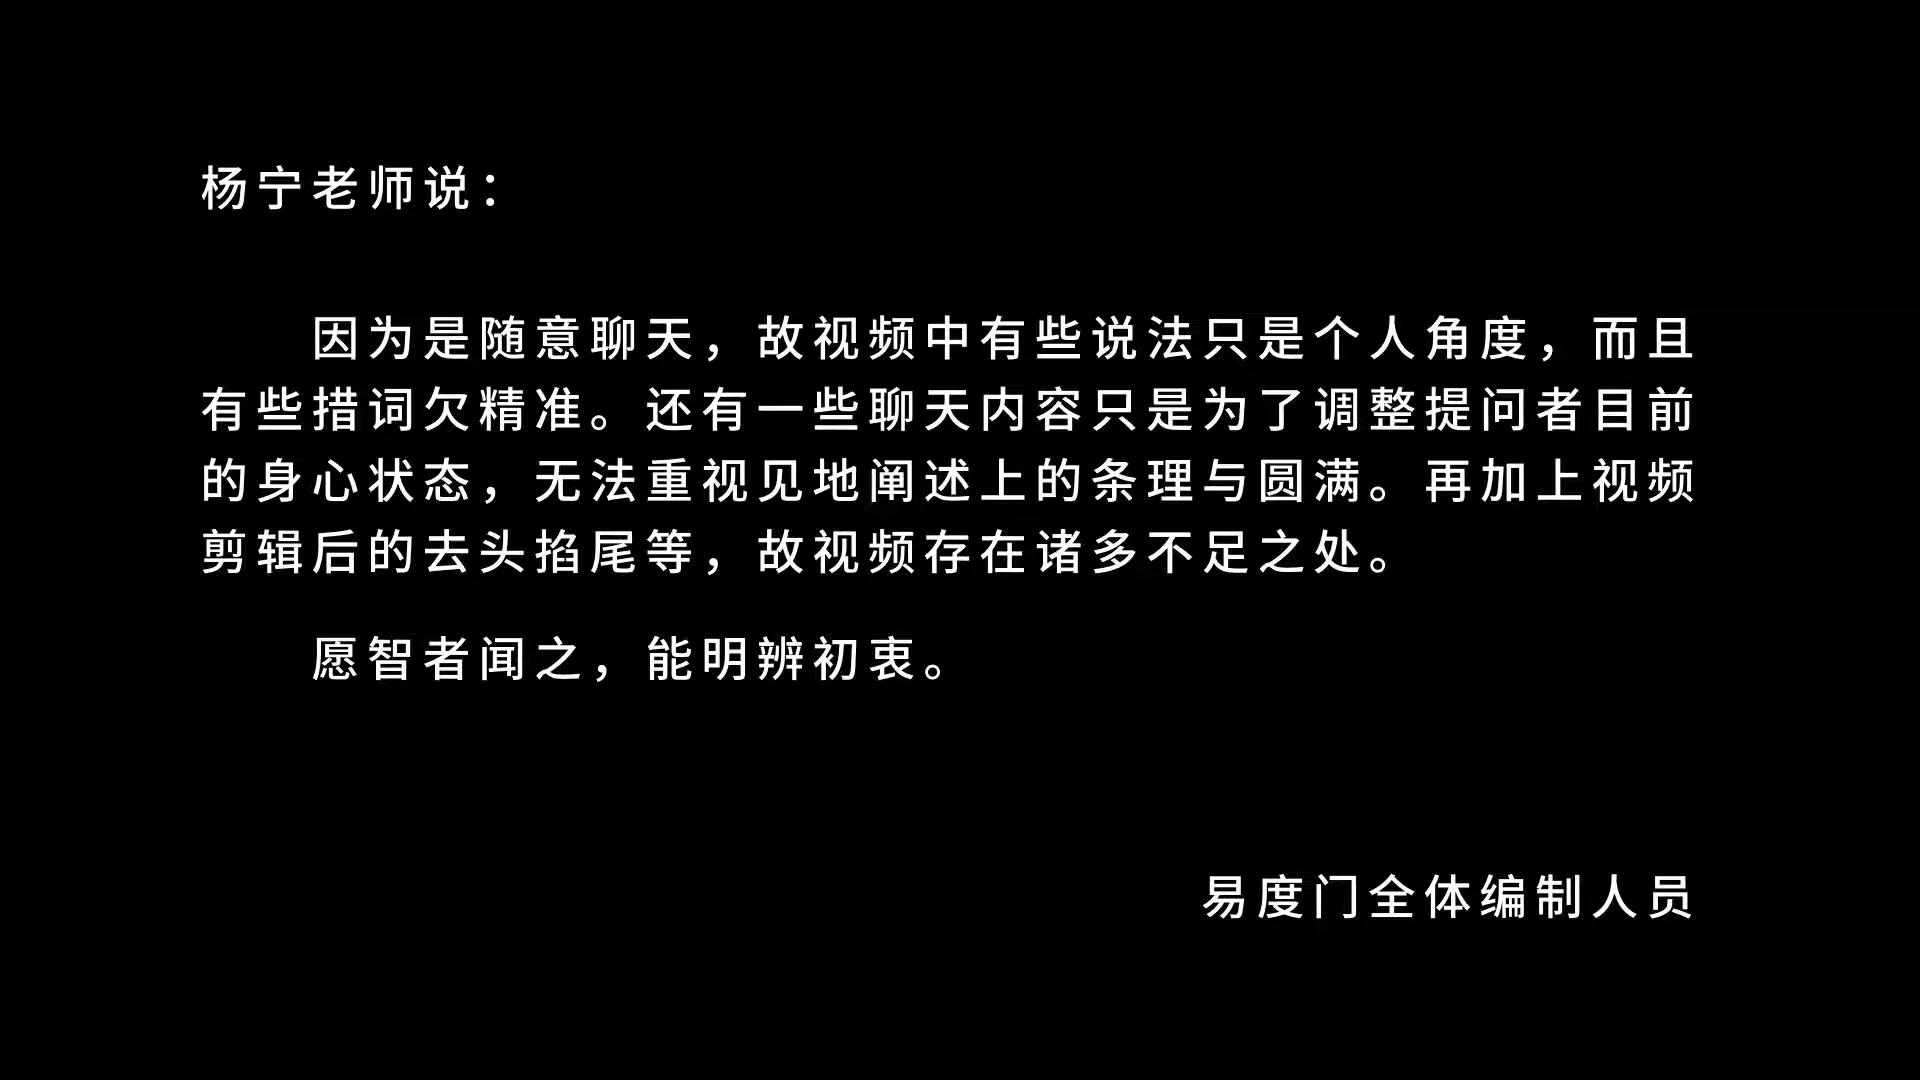 杨宁老师说：
因为是随意聊天，故视频中有些说法只是个人角度，而且
有些措词欠精准。还有一些聊天内容只是为了调整提问者目前
的身心状态，无法重视见地阐述上的条理与圆满。再加上视频
剪辑后的去头掐尾等，故视频存在诸多不足之处。
愿智者闻之，能明辨初衷。
易度门全体编制人员